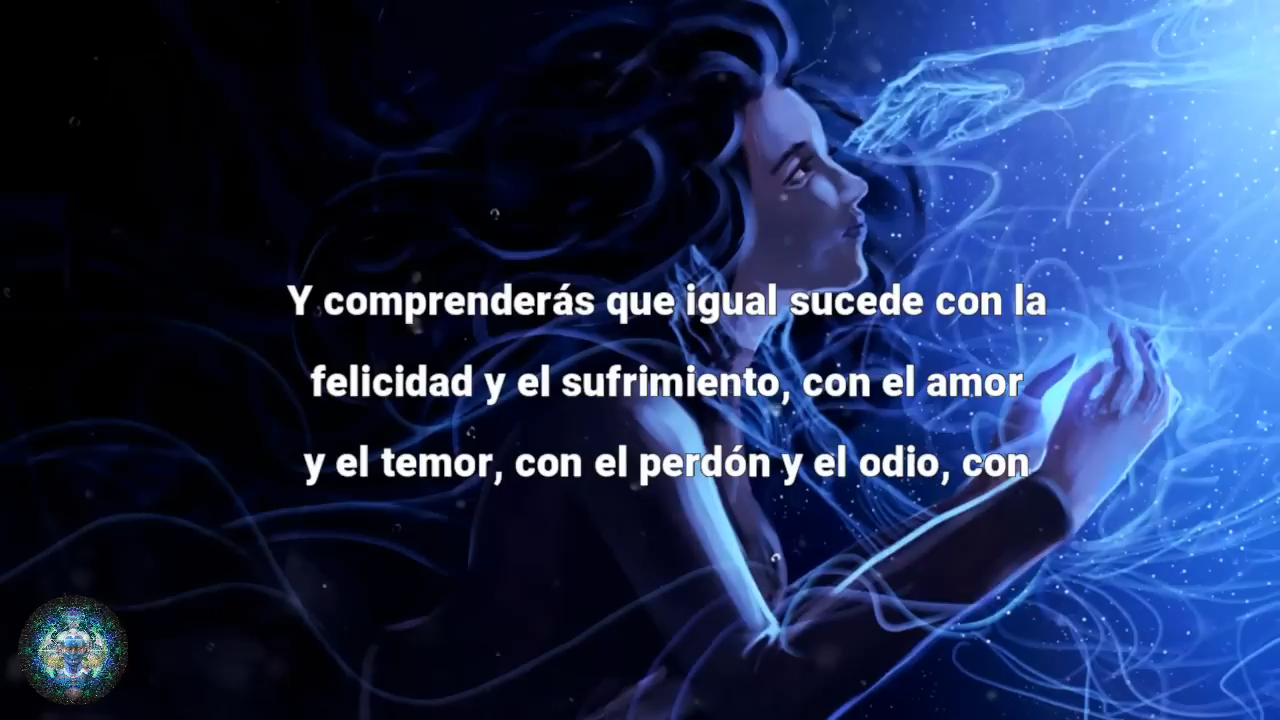 Y comprenderás que igual sucede con la
felicidad y el sufrimiento, con el amor
y el temor, con el perdón y el odio, con